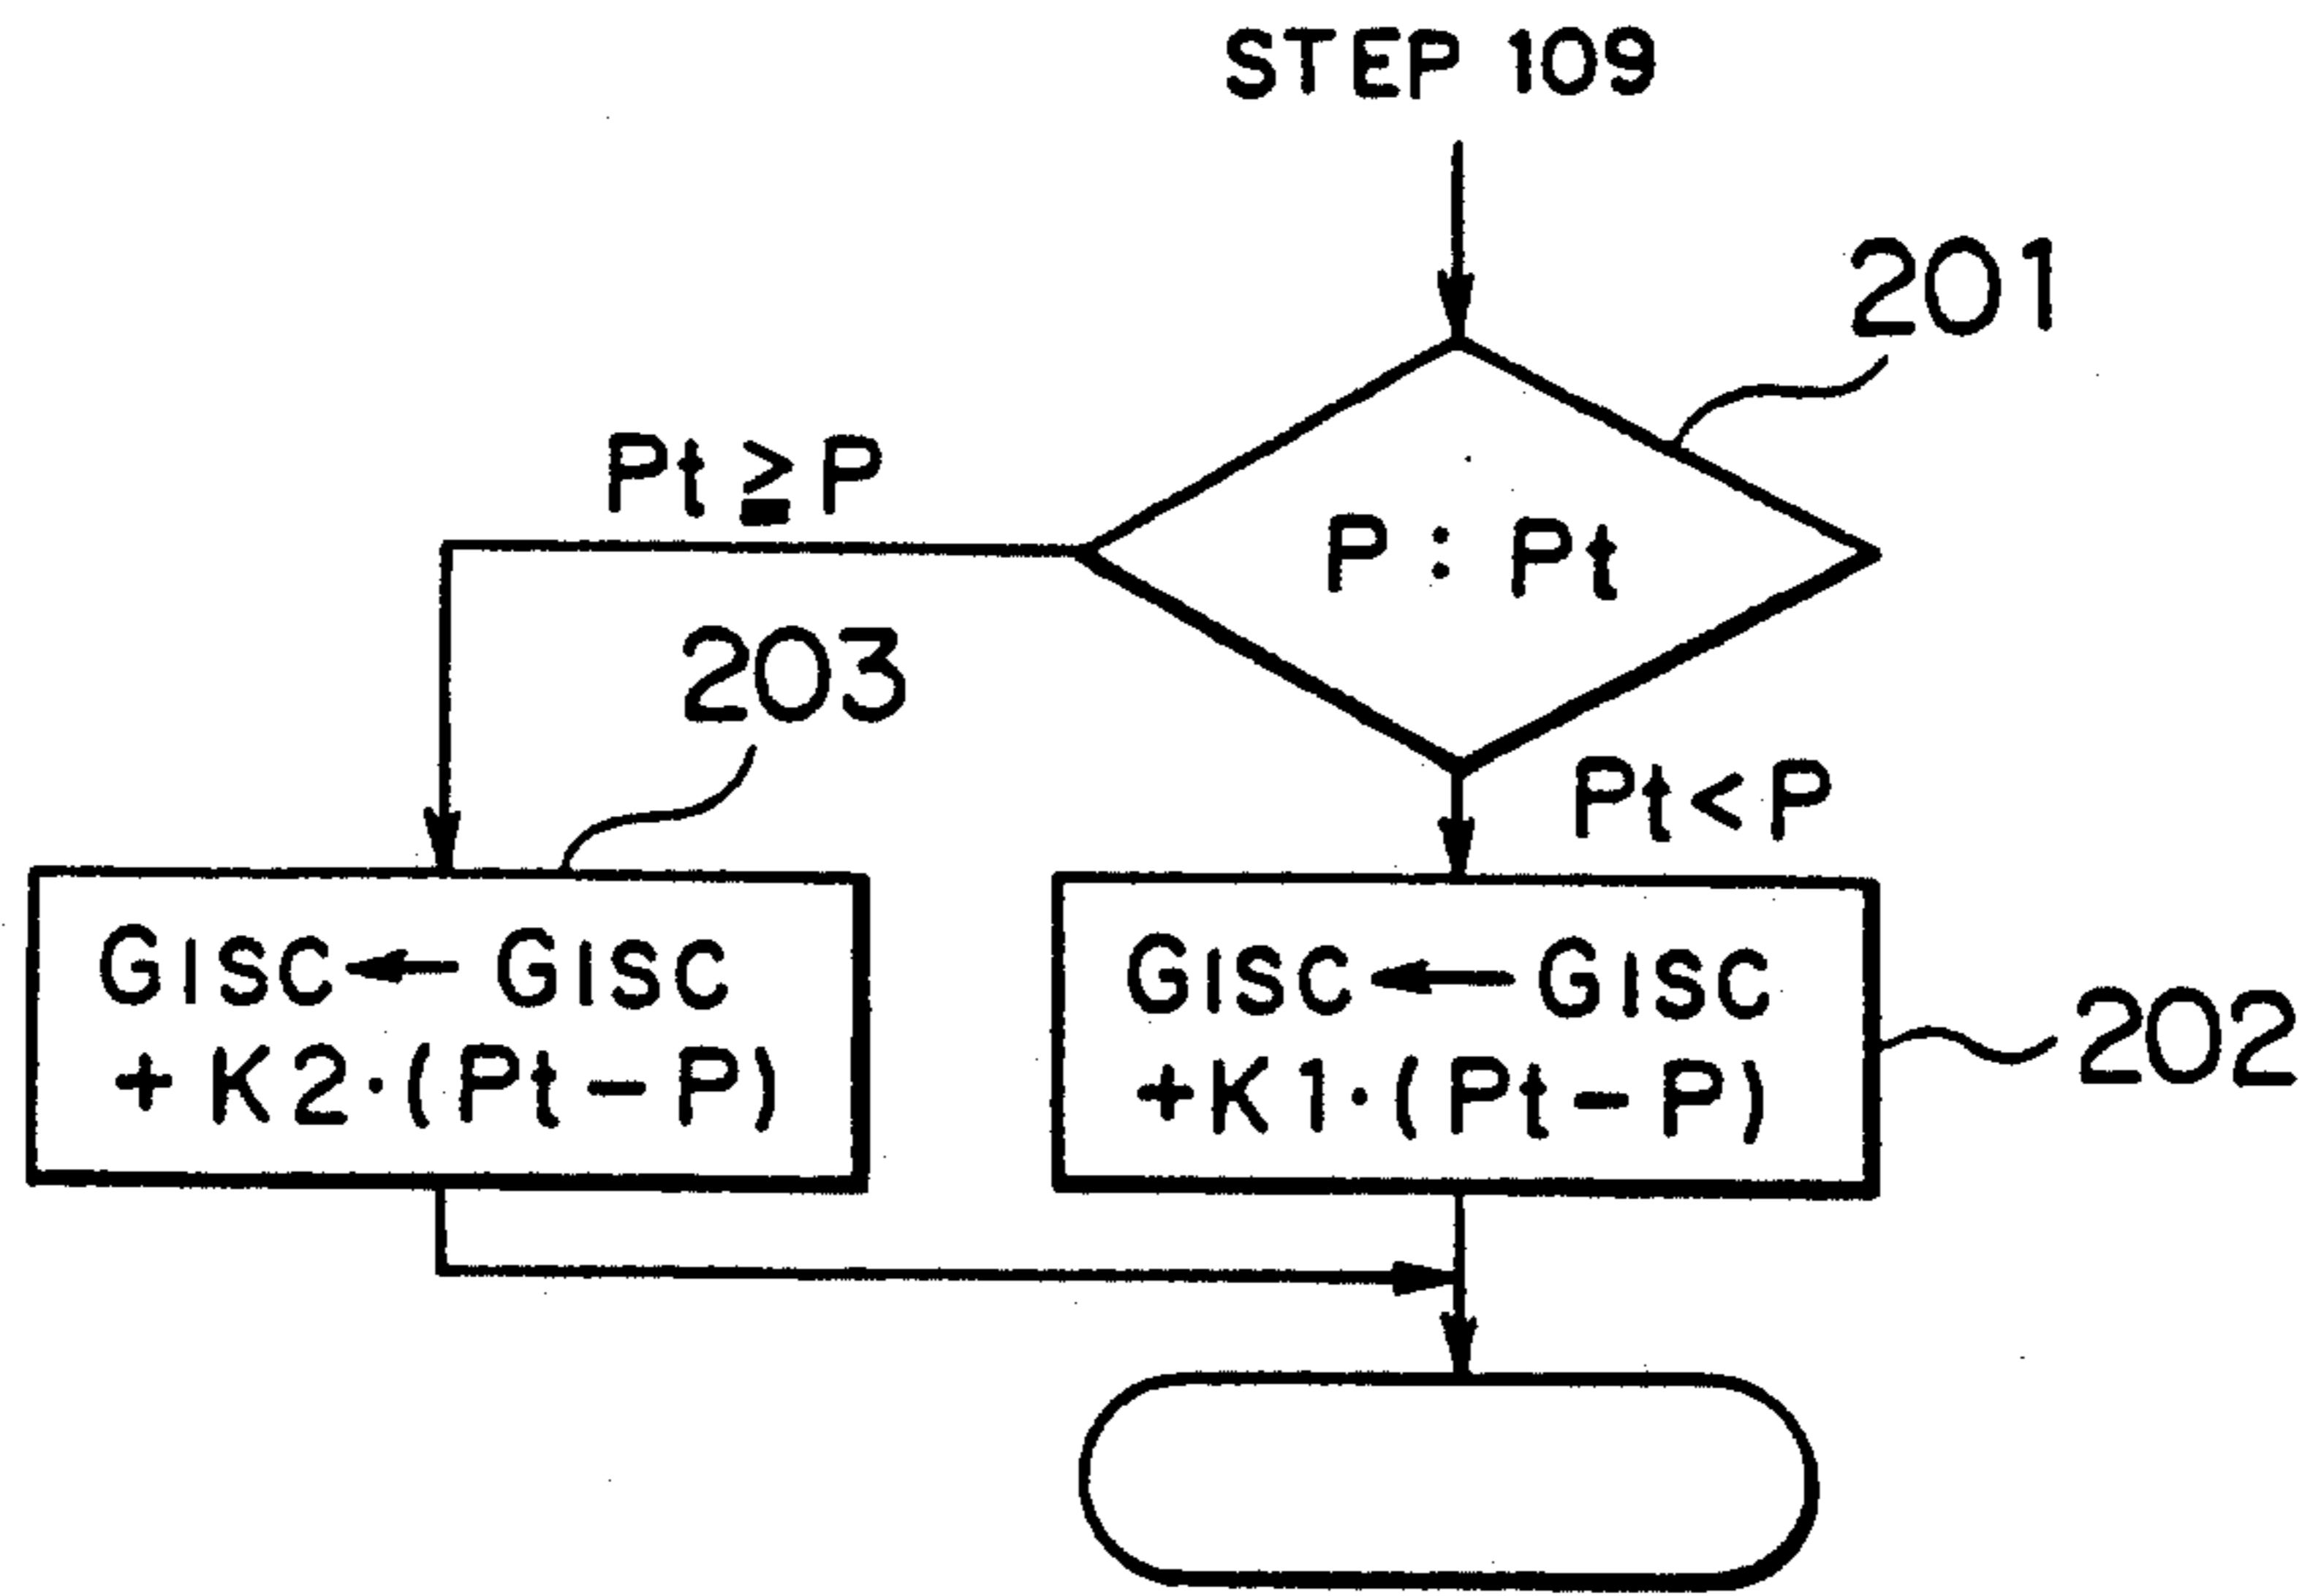 STEP 109
201
Pt ≧ P
P : Pt
203
Pt < P
GISC ← GISC
+ K2·(Pt − P)
GISC ← GISC
+ K1·(Pt − P)
202